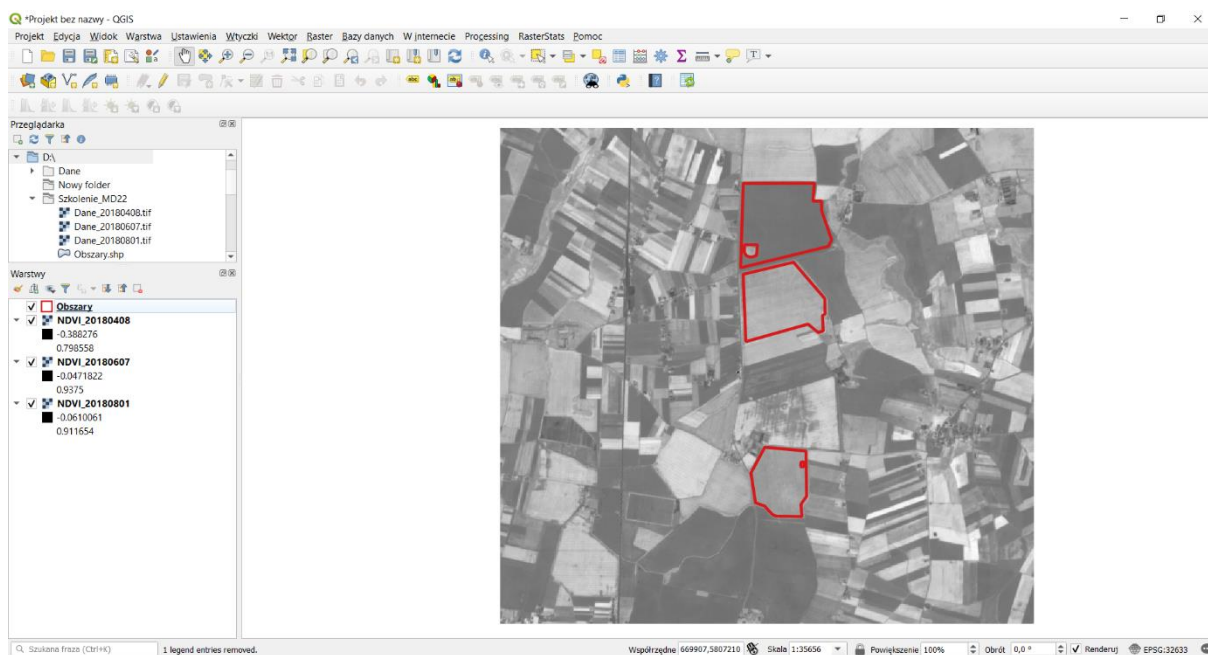 *Projekt bez nazwy - QGIS
Projekt Edycja Widok Warstwa Ustawienia Wtyczki Wektor Raster Bazy danych W internecie Processing RasterStats Pomoc
Przeglądarka
D:\
Dane
Nowy folder
Szkolenie_MD22
Dane_20180408.tif
Dane_20180607.tif
Dane_20180801.tif
Obszary.shp
Warstwy
Obszary
NDVI_20180408
-0.388276
0.798558
NDVI_20180607
-0.0471822
0.9375
NDVI_20180801
-0.0610061
0.911654
Szukana fraza (Ctrl+K) 1 legend entries removed. Współrzędne 669907,5807210 Skala 1:35656 Powiększenie 100% Obrót 0,0 ° Renderuj EPSG:32633